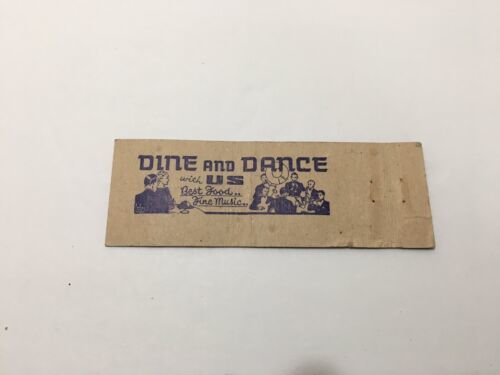 DINE AND DANCE
with US
Best Food..
Fine Music..